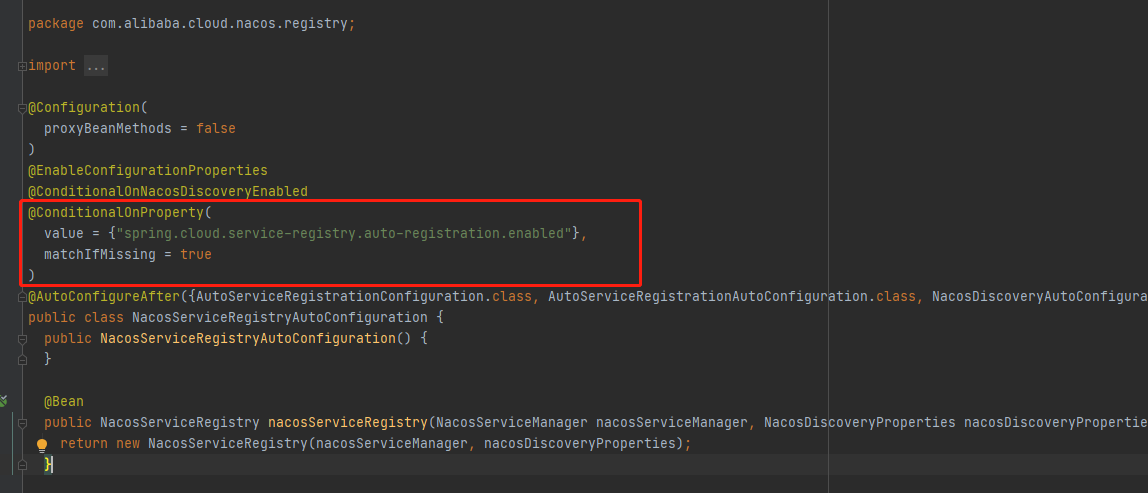 package com.alibaba.cloud.nacos.registry;
import ...
@Configuration(
proxyBeanMethods = false
)
@EnableConfigurationProperties
@ConditionalOnNacosDiscoveryEnabled
@ConditionalOnProperty(
value = {"spring.cloud.service-registry.auto-registration.enabled"},
matchIfMissing = true
)
@AutoConfigureAfter({AutoServiceRegistrationConfiguration.class, AutoServiceRegistrationAutoConfiguration.class, NacosDiscoveryAutoConfigura
public class NacosServiceRegistryAutoConfiguration {
public NacosServiceRegistryAutoConfiguration() {
}
@Bean
public NacosServiceRegistry nacosServiceRegistry(NacosServiceManager nacosServiceManager, NacosDiscoveryProperties nacosDiscoveryPropertie
return new NacosServiceRegistry(nacosServiceManager, nacosDiscoveryProperties);
}